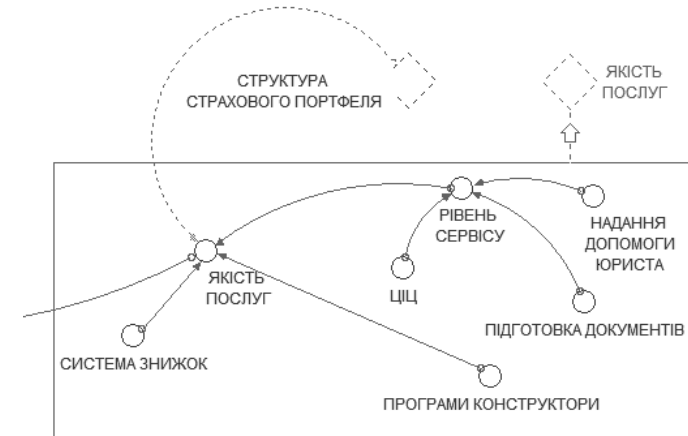 СТРУКТУРА
СТРАХОВОГО ПОРТФЕЛЯ
ЯКІСТЬ
ПОСЛУГ
РІВЕНЬ
СЕРВІСУ
НАДАННЯ
ДОПОМОГИ
ЮРИСТА
ЯКІСТЬ
ПОСЛУГ
ЦІЦ
ПІДГОТОВКА ДОКУМЕНТІВ
СИСТЕМА ЗНИЖОК
ПРОГРАМИ КОНСТРУКТОРИ